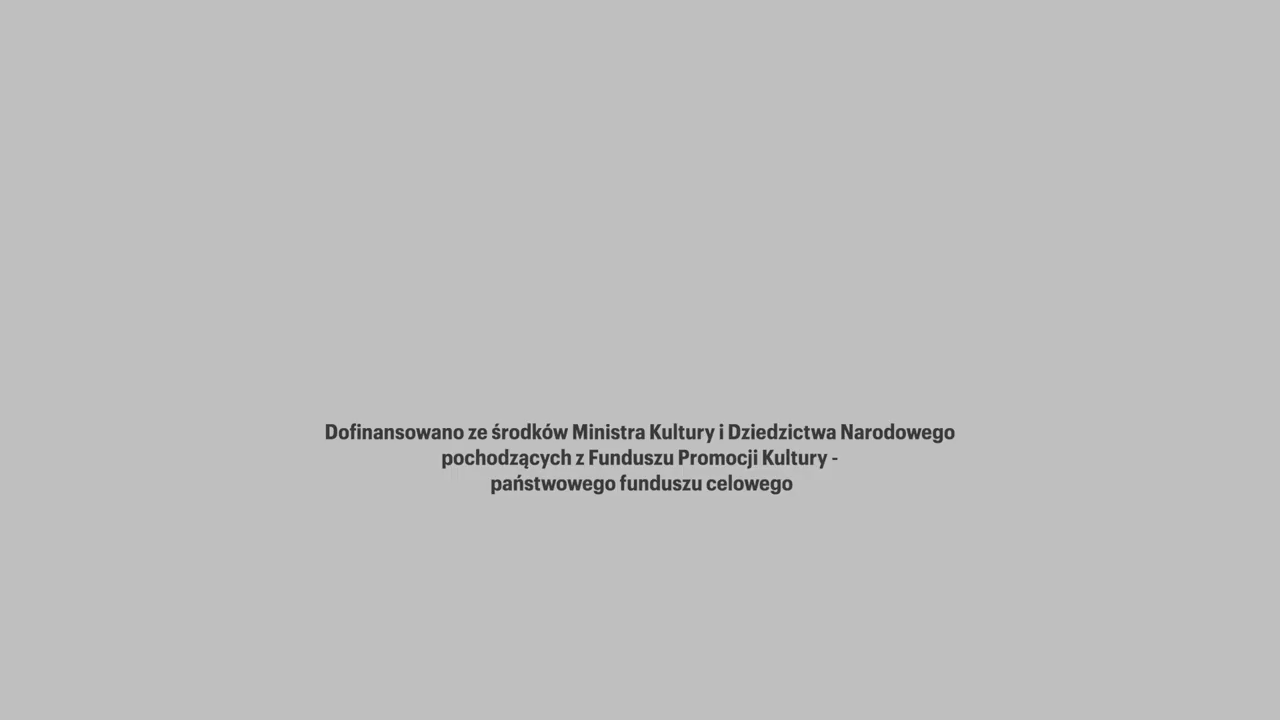 Dofinansowano ze środków Ministra Kultury i Dziedzictwa Narodowego
pochodzących z Funduszu Promocji Kultury -
państwowego funduszu celowego